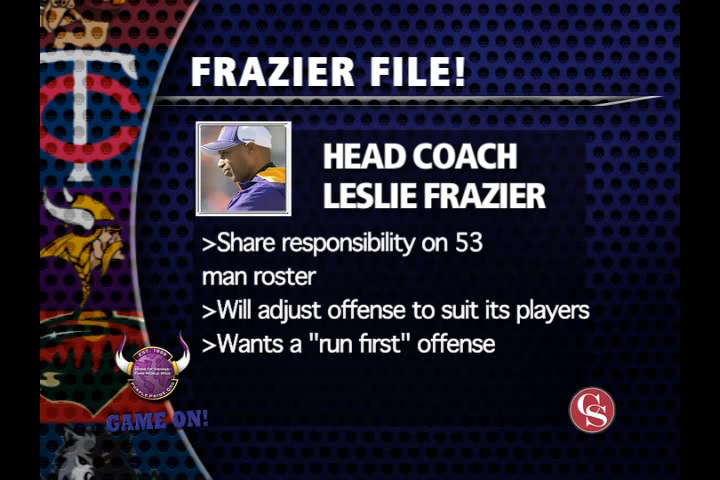 FRAZIER FILE!
HEAD COACH
LESLIE FRAZIER
>Share responsibility on 53
man roster
>Will adjust offense to suit its players
>Wants a "run first" offense
GAME ON!
CS